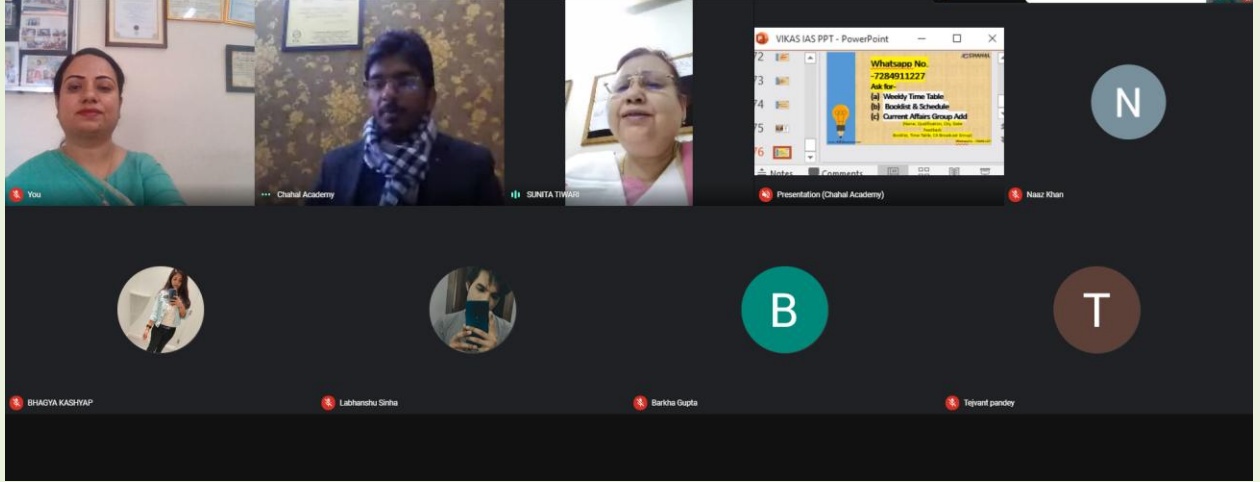 VIKAS IAS PPT - PowerPoint
72
73
74
75
76
CHAHAL
Whatsapp No.
-7284911227
Ask for-
(a) Weekly Time Table
(b) Booklist & Schedule
(c) Current Affairs Group Add
Notes
Comments
N
You
Chahal Academy
SUNITA TIWARI
Presentation (Chahal Academy)
Naaz Khan
B
T
BHAGYA KASHYAP
Labhanshu Sinha
Barkha Gupta
Tejvant pandey